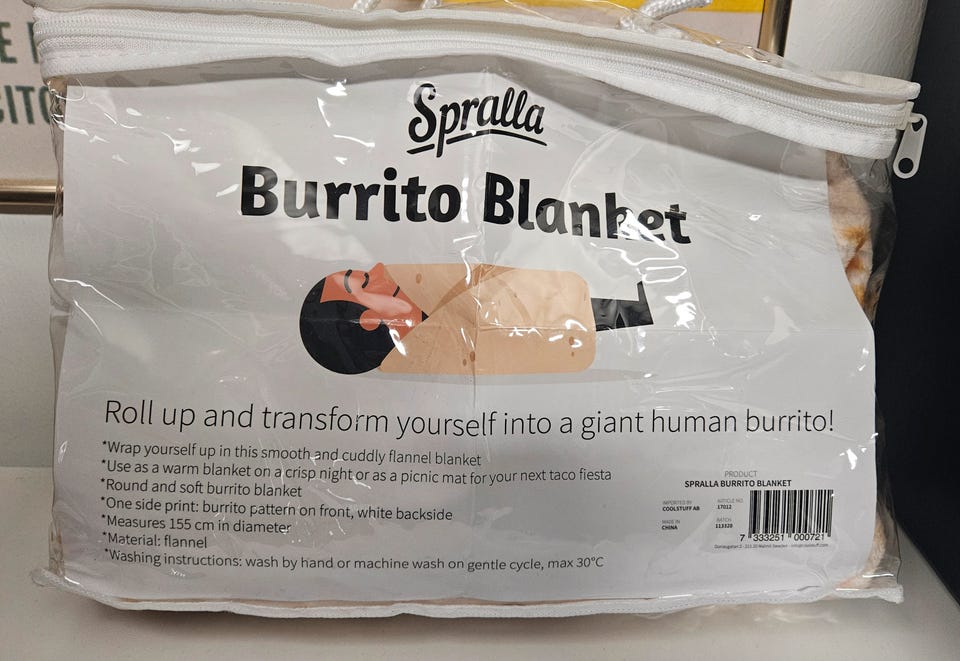 Spralla
Burrito Blanket
Roll up and transform yourself into a giant human burrito!
*Wrap yourself up in this smooth and cuddly flannel blanket
*Use as a warm blanket on a crisp night or as a picnic mat for your next taco fiesta
*Round and soft burrito blanket
*One side print: burrito pattern on front, white backside
*Measures 155 cm in diameter
*Material: flannel
*Washing instructions: wash by hand or machine wash on gentle cycle, max 30°C
PRODUCT
SPRALLA BURRITO BLANKET
IMPORTED BY
COOLSTUFF AB
ARTICLE NO.
17012
MADE IN
CHINA
BATCH
113320
7 333251 000721